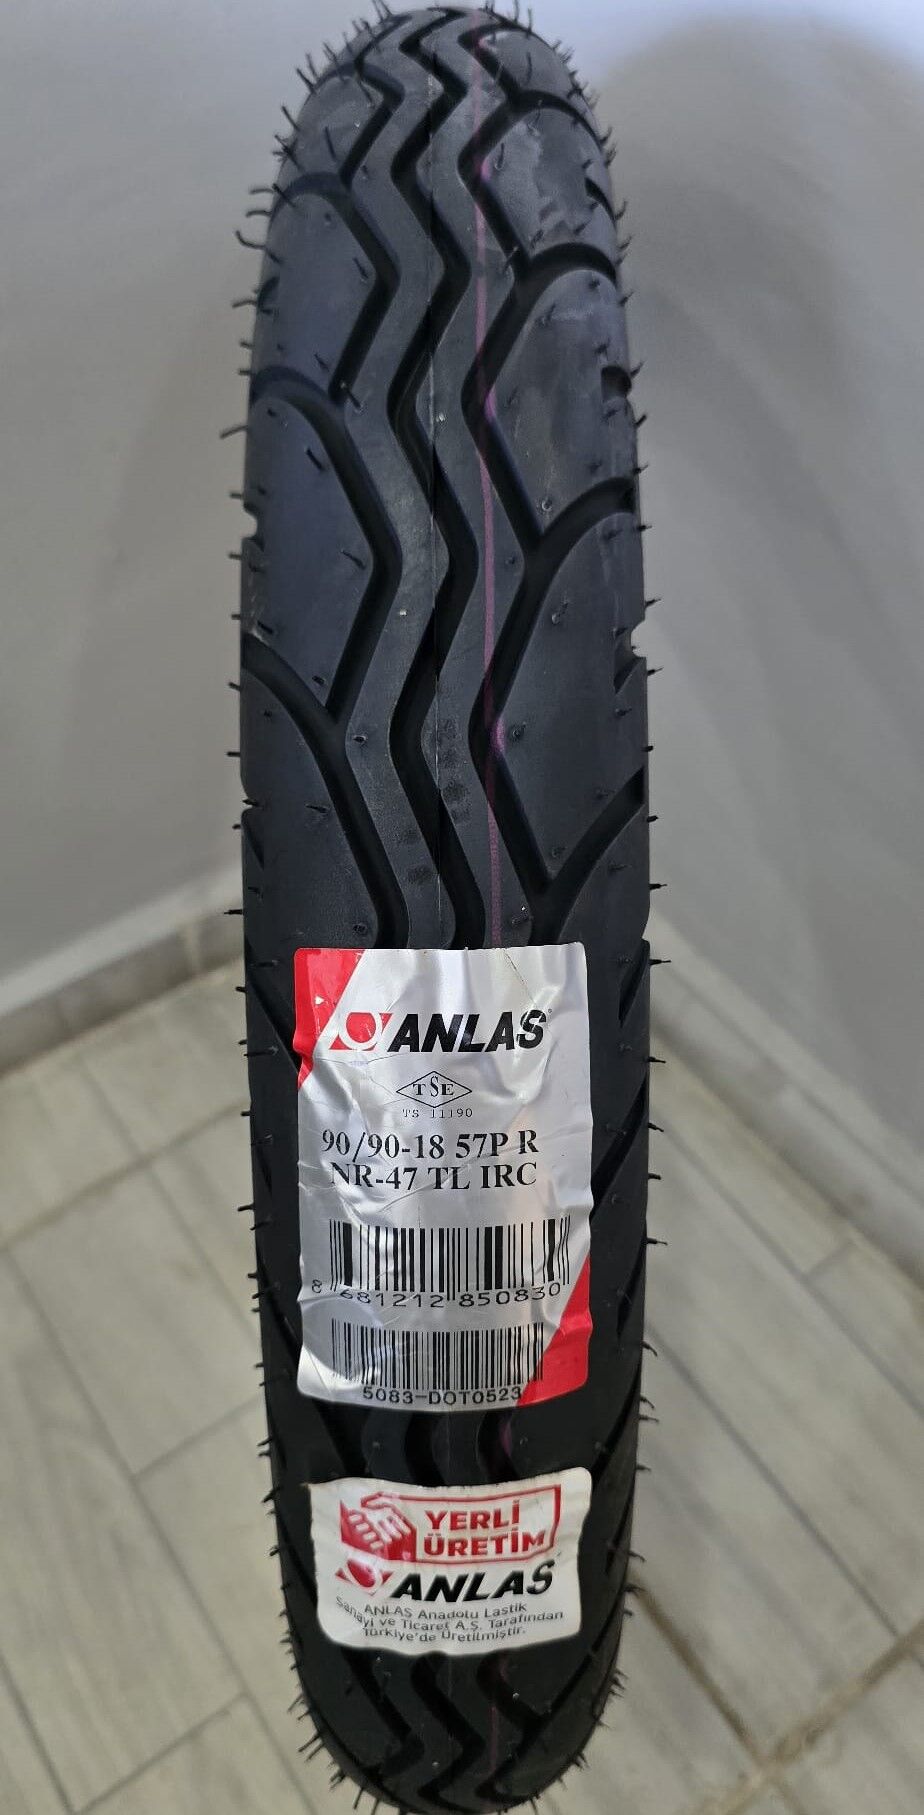 ANLAS
TSE
TS 11190
90/90-18 57P R
NR-47 TL IRC
8 681212 850830
5083-DOT0523
YERLİ
ÜRETİM
ANLAS
ANLAS Anadolu Lastik
Sanayi ve Ticaret A.Ş. Tarafından
Türkiye'de Üretilmiştir.